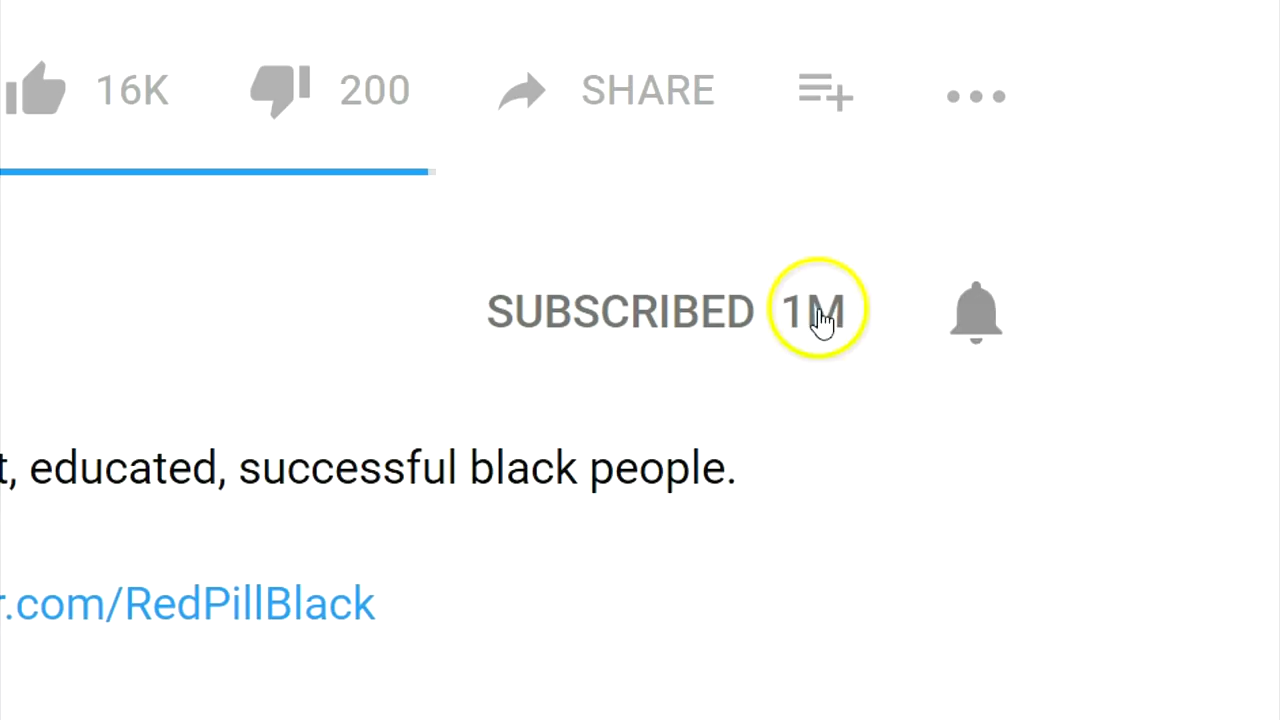 16K 200 SHARE
SUBSCRIBED 1M
t, educated, successful black people.
r.com/RedPillBlack